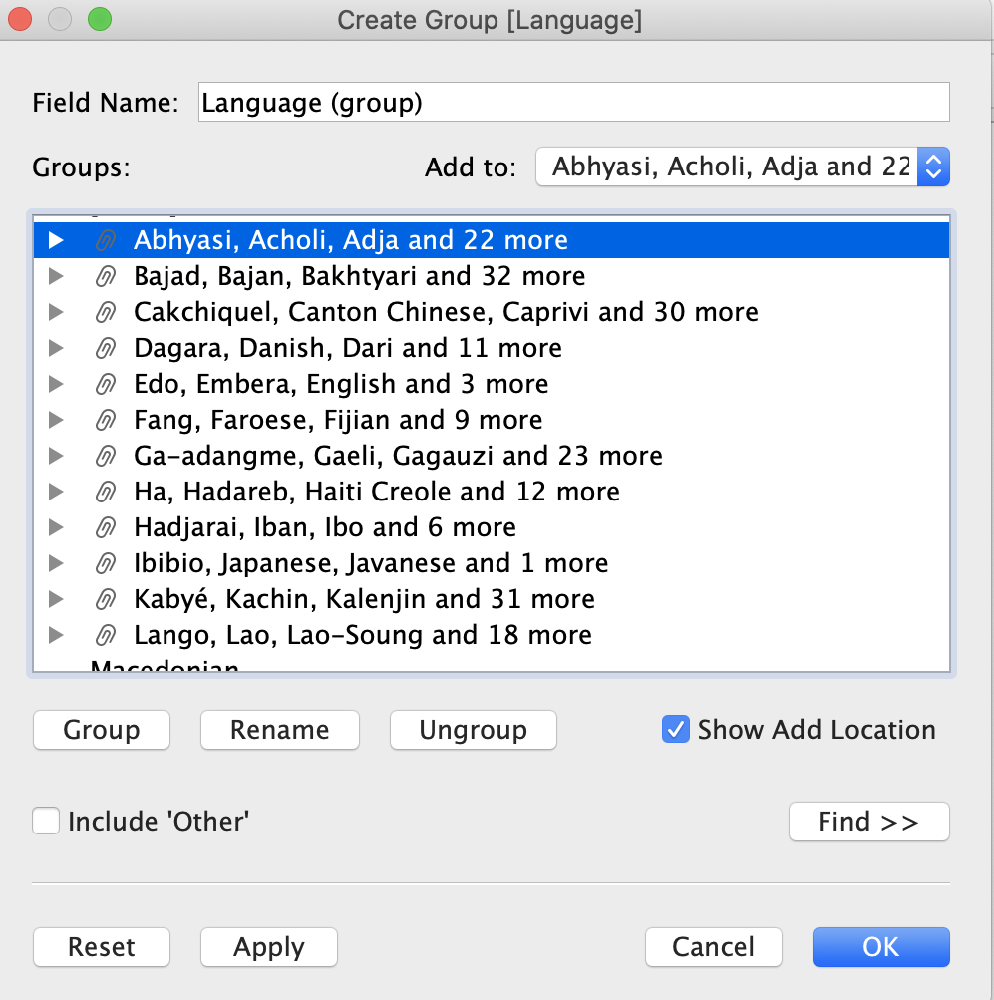 Create Group [Language]
Field Name: Language (group)
Groups: Add to: Abhyasi, Acholi, Adja and 22
Abhyasi, Acholi, Adja and 22 more
Bajad, Bajan, Bakhtyari and 32 more
Cakchiquel, Canton Chinese, Caprivi and 30 more
Dagara, Danish, Dari and 11 more
Edo, Embera, English and 3 more
Fang, Faroese, Fijian and 9 more
Ga-adangme, Gaeli, Gagauzi and 23 more
Ha, Hadareb, Haiti Creole and 12 more
Hadjarai, Iban, Ibo and 6 more
Ibibio, Japanese, Javanese and 1 more
Kabyé, Kachin, Kalenjin and 31 more
Lango, Lao, Lao-Soung and 18 more
Macedonian
Group Rename Ungroup Show Add Location
Include 'Other' Find >>
Reset Apply Cancel OK